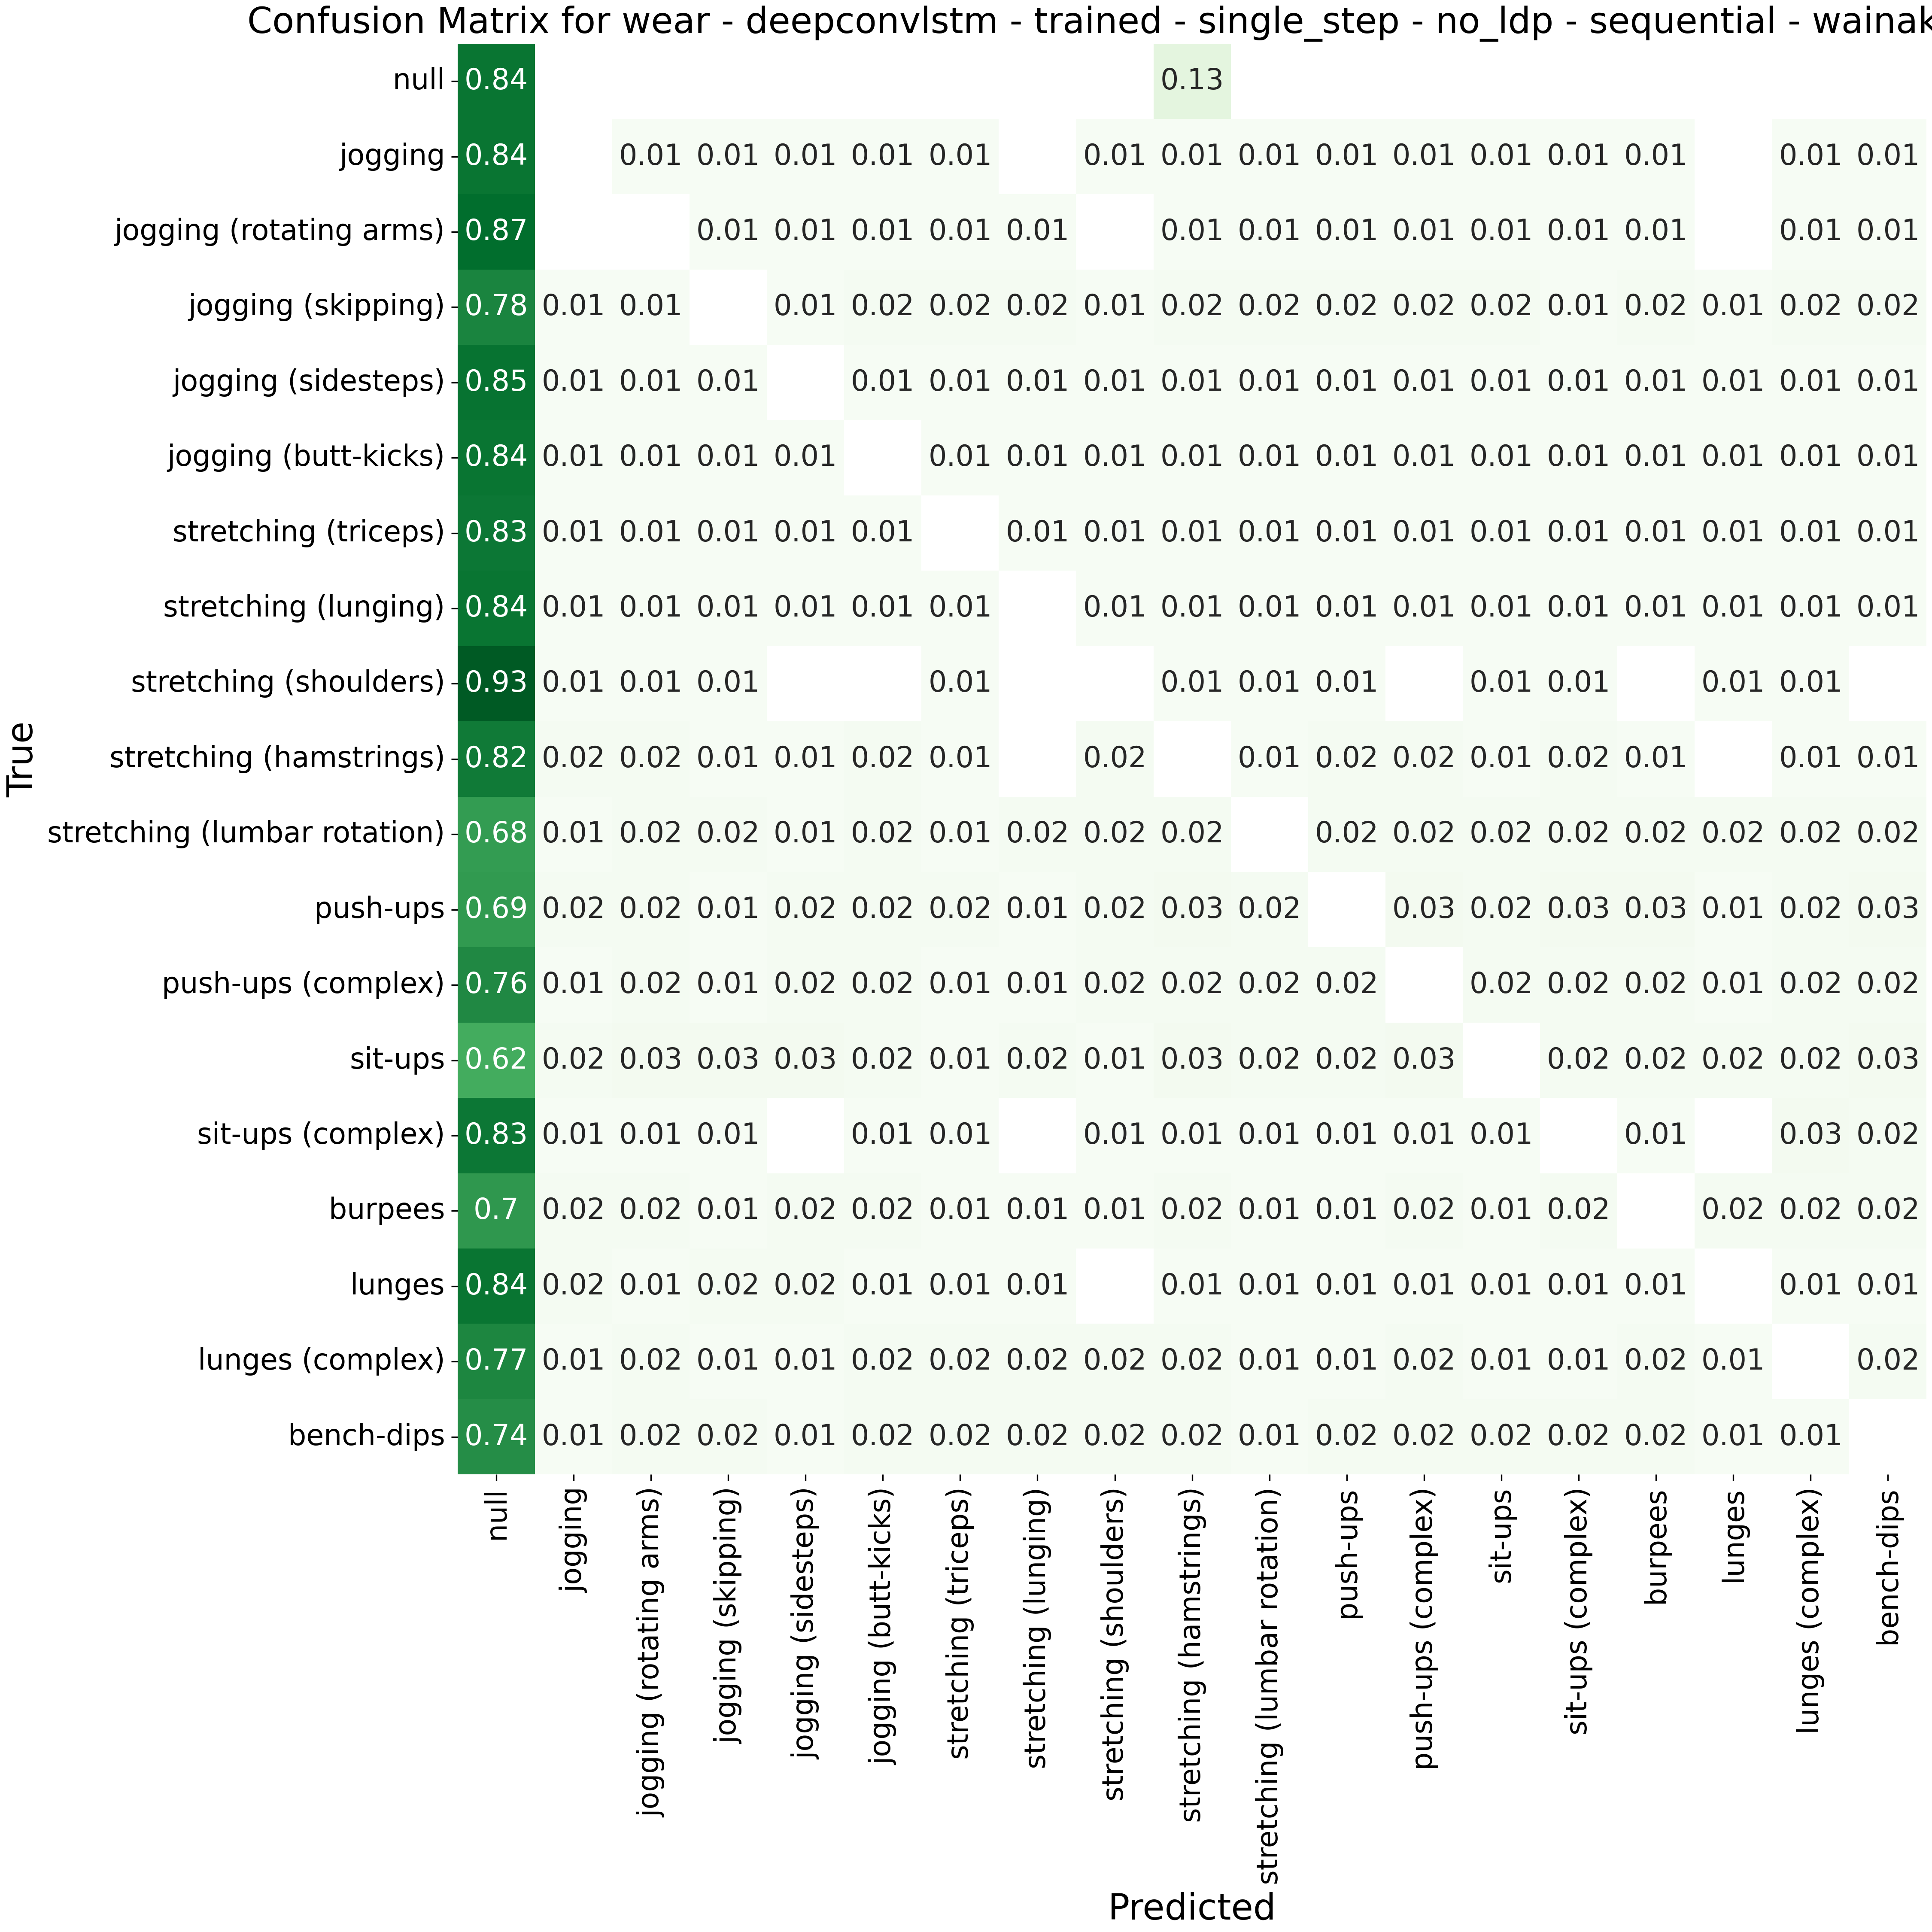 Confusion Matrix for wear - deepconvlstm - trained - single_step - no_ldp - sequential - wainak
null 0.84 0.13
jogging 0.84 0.01 0.01 0.01 0.01 0.01 0.01 0.01 0.01 0.01 0.01 0.01 0.01 0.01 0.01 0.01
jogging (rotating arms) 0.87 0.01 0.01 0.01 0.01 0.01 0.01 0.01 0.01 0.01 0.01 0.01 0.01 0.01 0.01
jogging (skipping) 0.78 0.01 0.01 0.01 0.02 0.02 0.02 0.01 0.02 0.02 0.02 0.02 0.02 0.01 0.02 0.01 0.02 0.02
jogging (sidesteps) 0.85 0.01 0.01 0.01 0.01 0.01 0.01 0.01 0.01 0.01 0.01 0.01 0.01 0.01 0.01 0.01 0.01 0.01
jogging (butt-kicks) 0.84 0.01 0.01 0.01 0.01 0.01 0.01 0.01 0.01 0.01 0.01 0.01 0.01 0.01 0.01 0.01 0.01 0.01
stretching (triceps) 0.83 0.01 0.01 0.01 0.01 0.01 0.01 0.01 0.01 0.01 0.01 0.01 0.01 0.01 0.01 0.01 0.01 0.01
stretching (lunging) 0.84 0.01 0.01 0.01 0.01 0.01 0.01 0.01 0.01 0.01 0.01 0.01 0.01 0.01 0.01 0.01 0.01 0.01
stretching (shoulders) 0.93 0.01 0.01 0.01 0.01 0.01 0.01 0.01 0.01 0.01 0.01 0.01
stretching (hamstrings) 0.82 0.02 0.02 0.01 0.01 0.02 0.01 0.02 0.01 0.02 0.02 0.01 0.02 0.01 0.01 0.01
stretching (lumbar rotation) 0.68 0.01 0.02 0.02 0.01 0.02 0.01 0.02 0.02 0.02 0.02 0.02 0.02 0.02 0.02 0.02 0.02 0.02
push-ups 0.69 0.02 0.02 0.01 0.02 0.02 0.02 0.01 0.02 0.03 0.02 0.03 0.02 0.03 0.03 0.01 0.02 0.03
push-ups (complex) 0.76 0.01 0.02 0.01 0.02 0.02 0.01 0.01 0.02 0.02 0.02 0.02 0.02 0.02 0.02 0.01 0.02 0.02
sit-ups 0.62 0.02 0.03 0.03 0.03 0.02 0.01 0.02 0.01 0.03 0.02 0.02 0.03 0.02 0.02 0.02 0.02 0.03
sit-ups (complex) 0.83 0.01 0.01 0.01 0.01 0.01 0.01 0.01 0.01 0.01 0.01 0.01 0.01 0.03 0.02
burpees 0.7 0.02 0.02 0.01 0.02 0.02 0.01 0.01 0.01 0.02 0.01 0.01 0.02 0.01 0.02 0.02 0.02 0.02
lunges 0.84 0.02 0.01 0.02 0.02 0.01 0.01 0.01 0.01 0.01 0.01 0.01 0.01 0.01 0.01 0.01 0.01
lunges (complex) 0.77 0.01 0.02 0.01 0.01 0.02 0.02 0.02 0.02 0.02 0.01 0.01 0.02 0.01 0.01 0.02 0.01 0.02
bench-dips 0.74 0.01 0.02 0.02 0.01 0.02 0.02 0.02 0.02 0.02 0.01 0.02 0.02 0.02 0.02 0.02 0.01 0.01
True
null
jogging
jogging (rotating arms)
jogging (skipping)
jogging (sidesteps)
jogging (butt-kicks)
stretching (triceps)
stretching (lunging)
stretching (shoulders)
stretching (hamstrings)
stretching (lumbar rotation)
push-ups
push-ups (complex)
sit-ups
sit-ups (complex)
burpees
lunges
lunges (complex)
bench-dips
Predicted